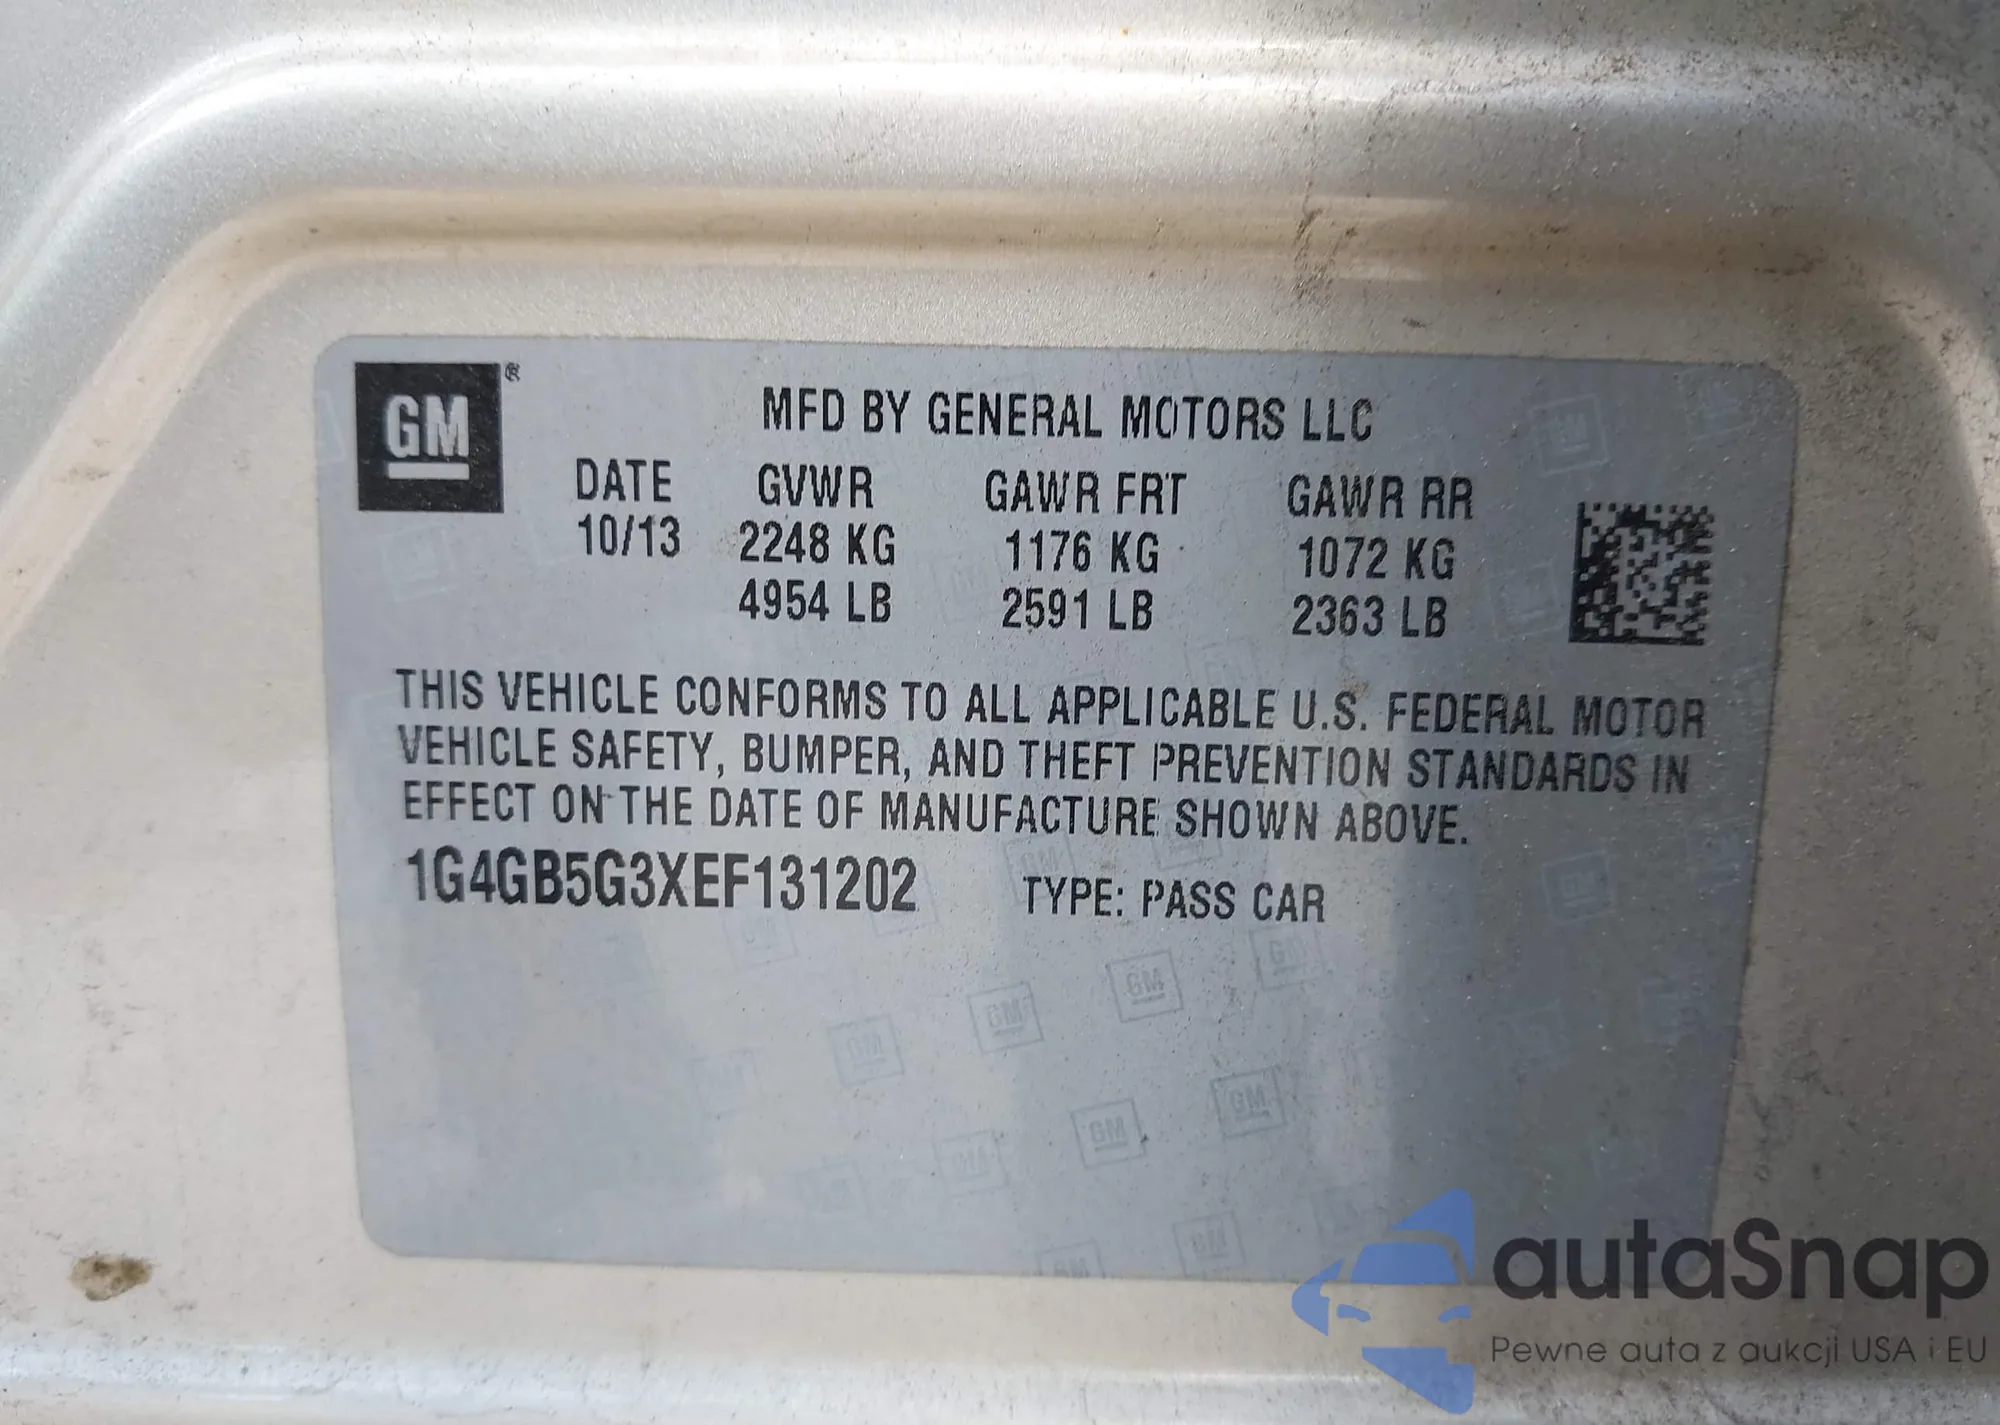 GM®
MFD BY GENERAL MOTORS LLC
DATE GVWR GAWR FRT GAWR RR
10/13 2248 KG 1176 KG 1072 KG
4954 LB 2591 LB 2363 LB
THIS VEHICLE CONFORMS TO ALL APPLICABLE U.S. FEDERAL MOTOR
VEHICLE SAFETY, BUMPER, AND THEFT PREVENTION STANDARDS IN
EFFECT ON THE DATE OF MANUFACTURE SHOWN ABOVE.
1G4GB5G3XEF131202 TYPE: PASS CAR
autaSnap
Pewne auta z aukcji USA i EU